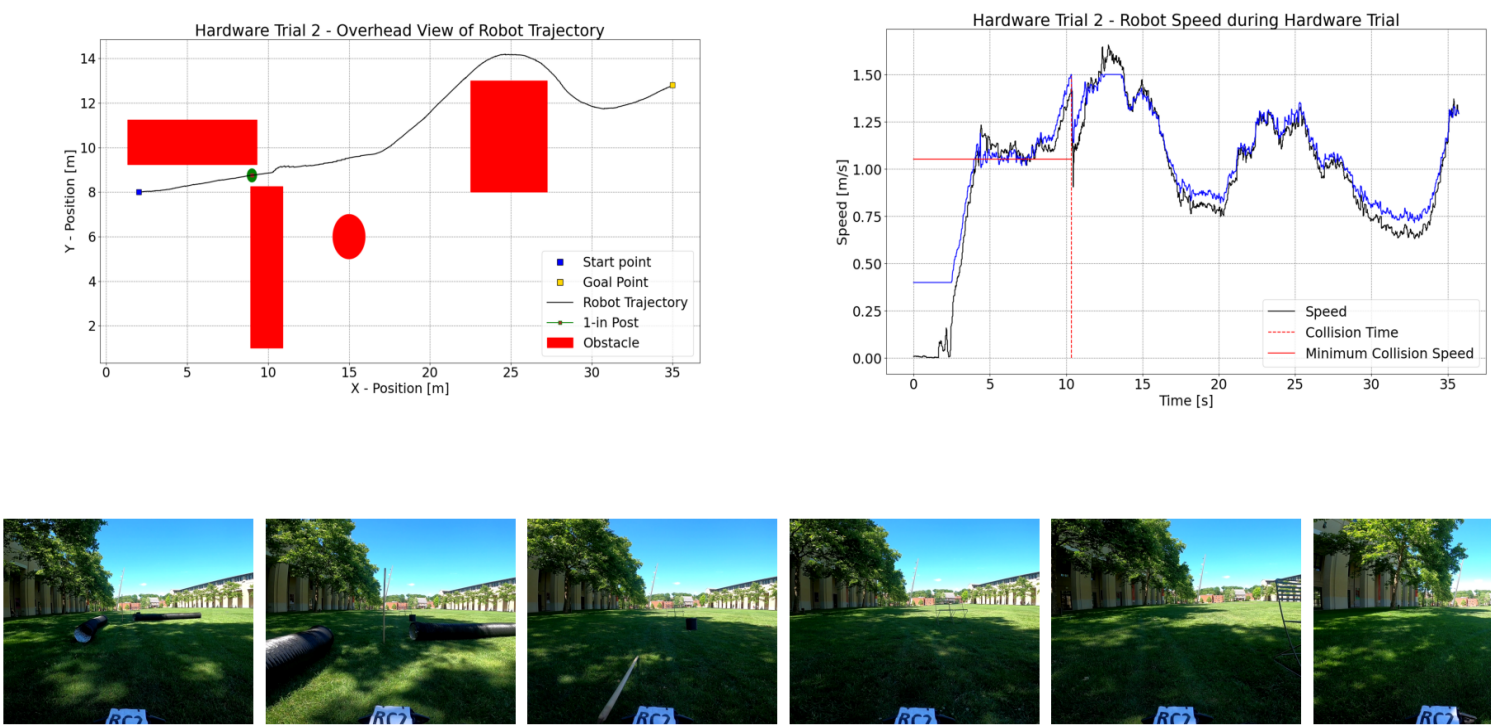 Hardware Trial 2 - Overhead View of Robot Trajectory
14
12
10
8
6
4
2
Y - Position [m]
0 5 10 15 20 25 30 35
X - Position [m]
Start point
Goal Point
Robot Trajectory
1-in Post
Obstacle
Hardware Trial 2 - Robot Speed during Hardware Trial
1.50
1.25
1.00
0.75
0.50
0.25
0.00
Speed [m/s]
0 5 10 15 20 25 30 35
Time [s]
Speed
Collision Time
Minimum Collision Speed
RC2
RC2
RC2
RC2
RC2
RC2